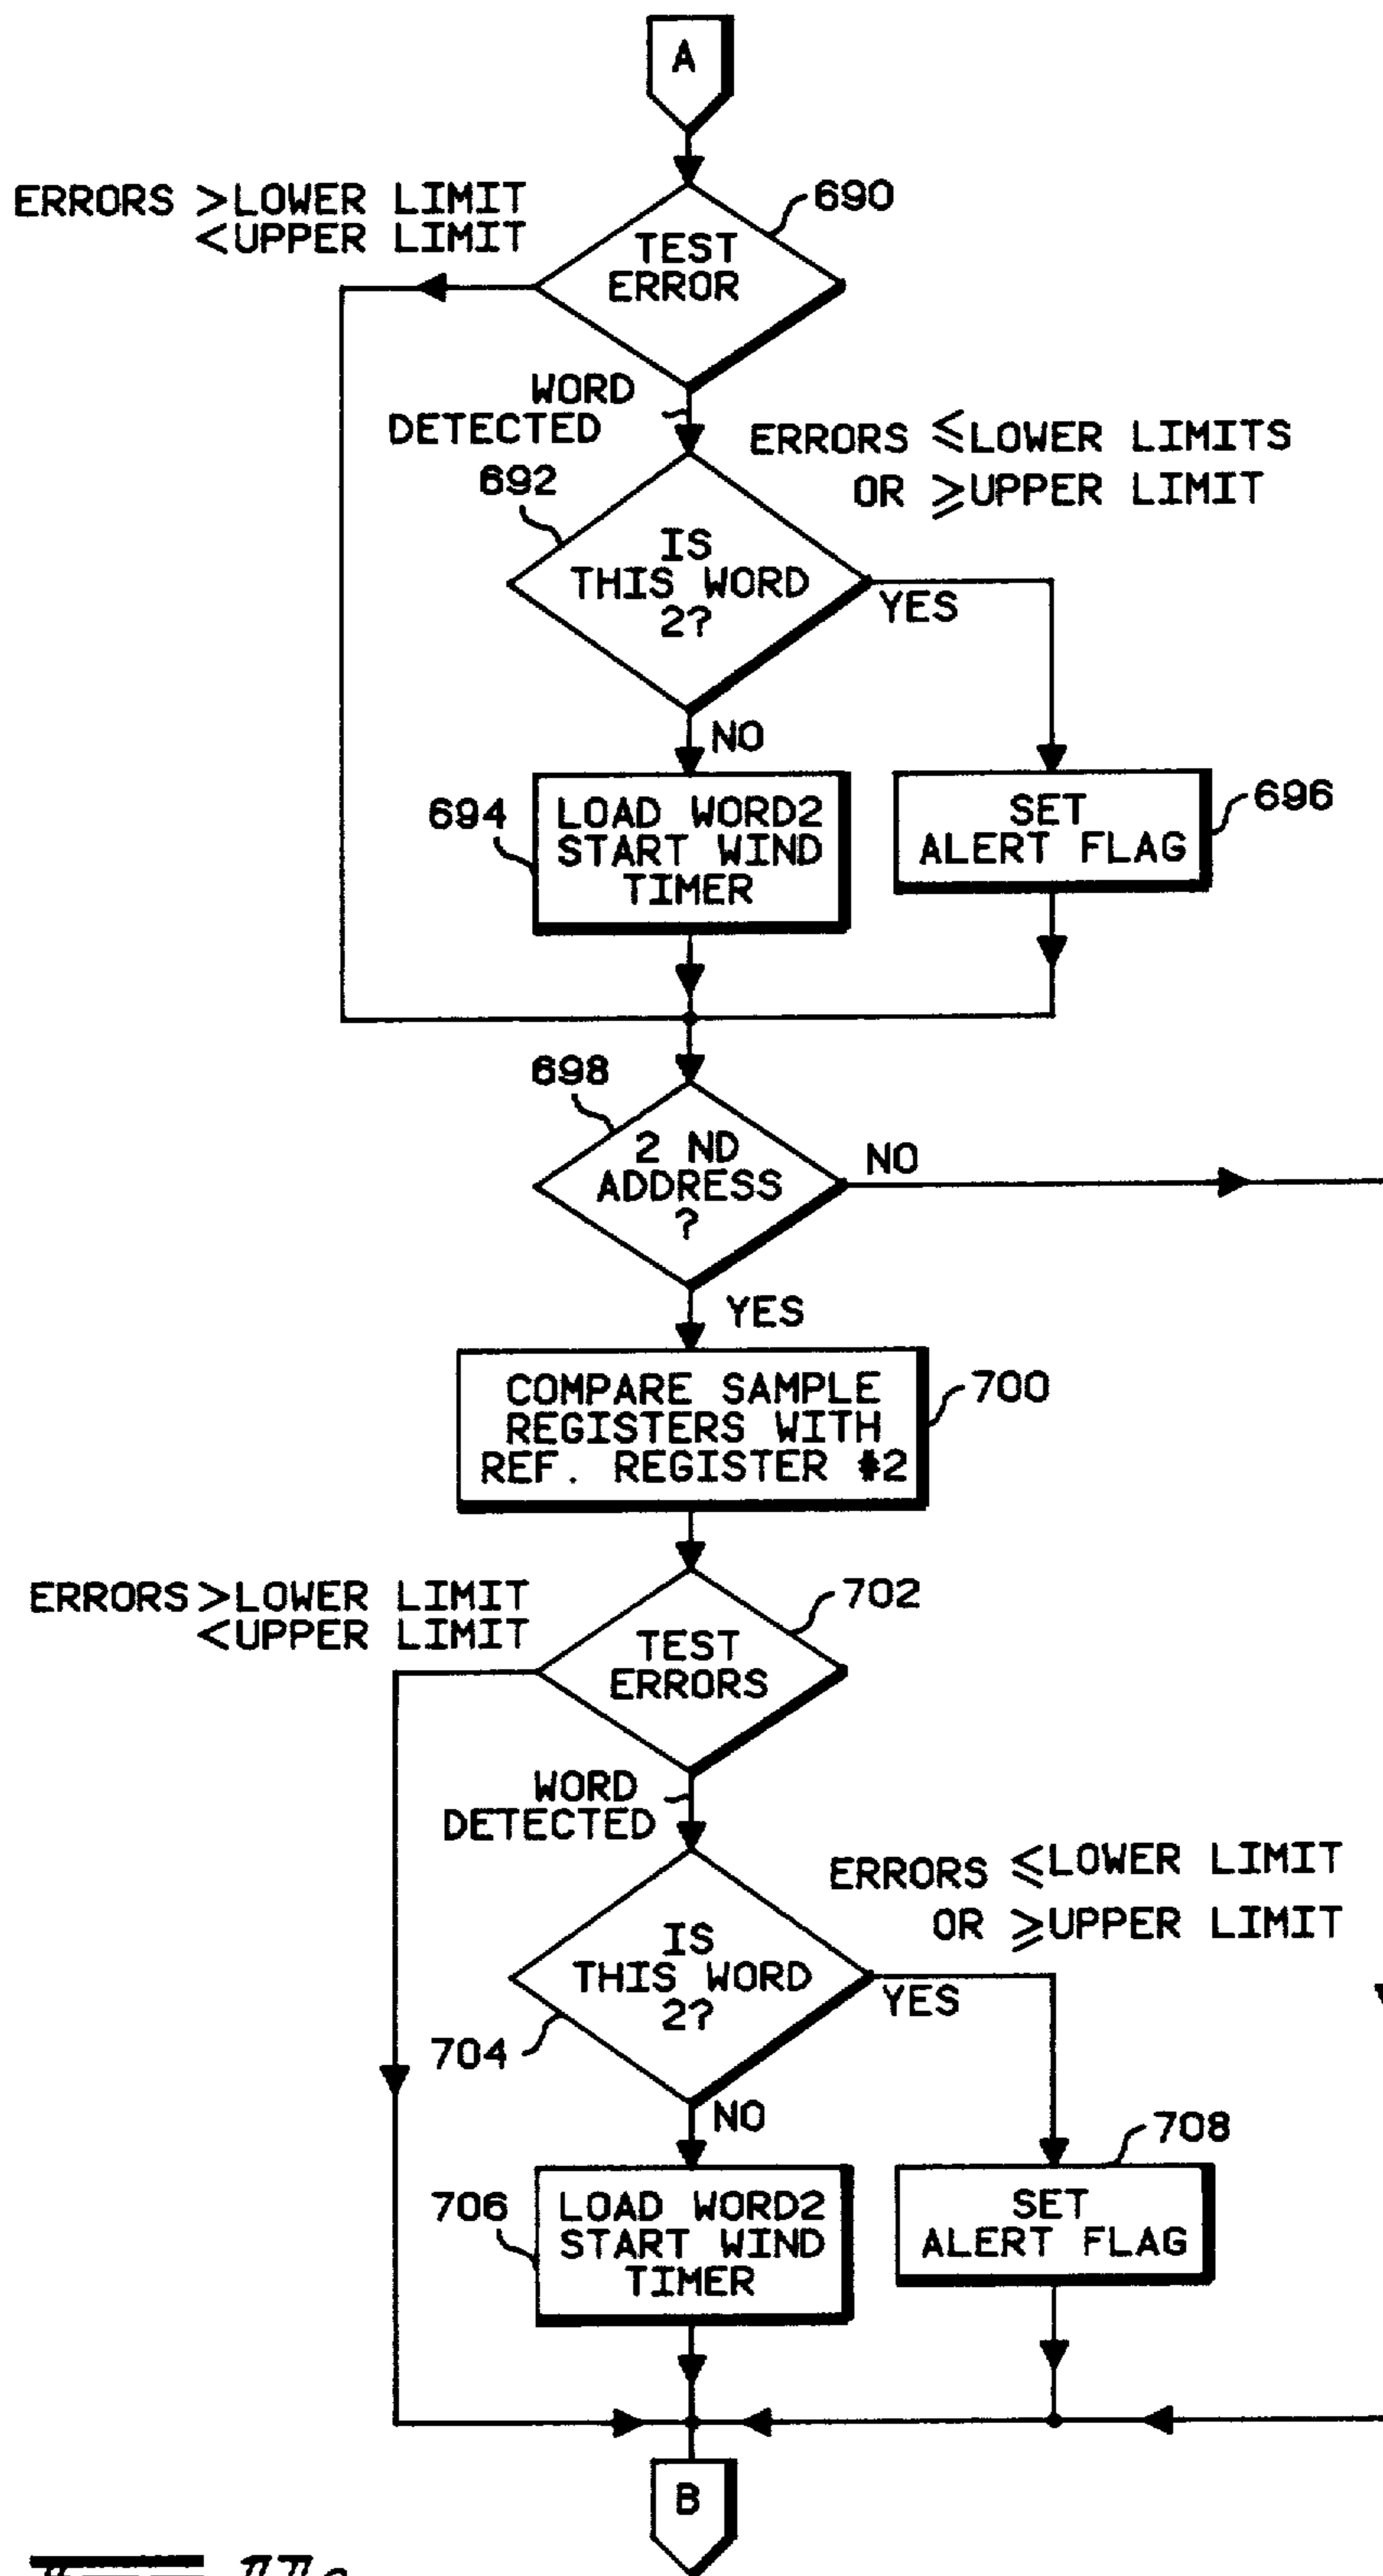 A
ERRORS >LOWER LIMIT
<UPPER LIMIT
690
TEST
ERROR
WORD
DETECTED
ERRORS ≤LOWER LIMITS
OR ≥UPPER LIMIT
692
IS
THIS WORD
2?
YES
NO
694
LOAD WORD2
START WIND
TIMER
SET
ALERT FLAG
696
698
2 ND
ADDRESS
?
NO
YES
COMPARE SAMPLE
REGISTERS WITH
REF. REGISTER #2
700
ERRORS >LOWER LIMIT
<UPPER LIMIT
702
TEST
ERRORS
WORD
DETECTED
ERRORS ≤LOWER LIMIT
OR ≥UPPER LIMIT
IS
THIS WORD
2?
YES
704
NO
708
706
LOAD WORD2
START WIND
TIMER
SET
ALERT FLAG
B